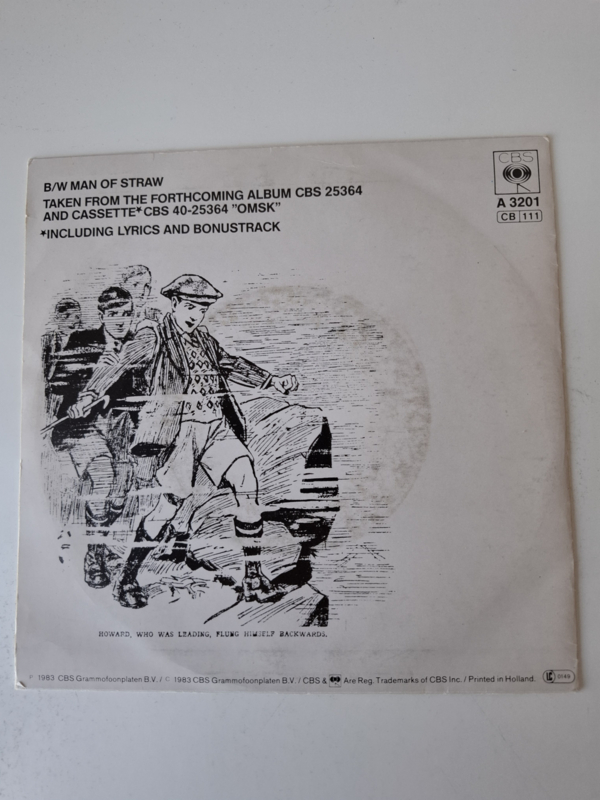 B/W MAN OF STRAW
TAKEN FROM THE FORTHCOMING ALBUM CBS 25364
AND CASSETTE* CBS 40-25364 "OMSK"
*INCLUDING LYRICS AND BONUSTRACK
CBS
A 3201
CB 111
HOWARD, WHO WAS LEADING, FLUNG HIMSELF BACKWARDS.
℗ 1983 CBS Grammofoonplaten B.V. / © 1983 CBS Grammofoonplaten B.V. / CBS & Are Reg. Trademarks of CBS Inc. / Printed in Holland.